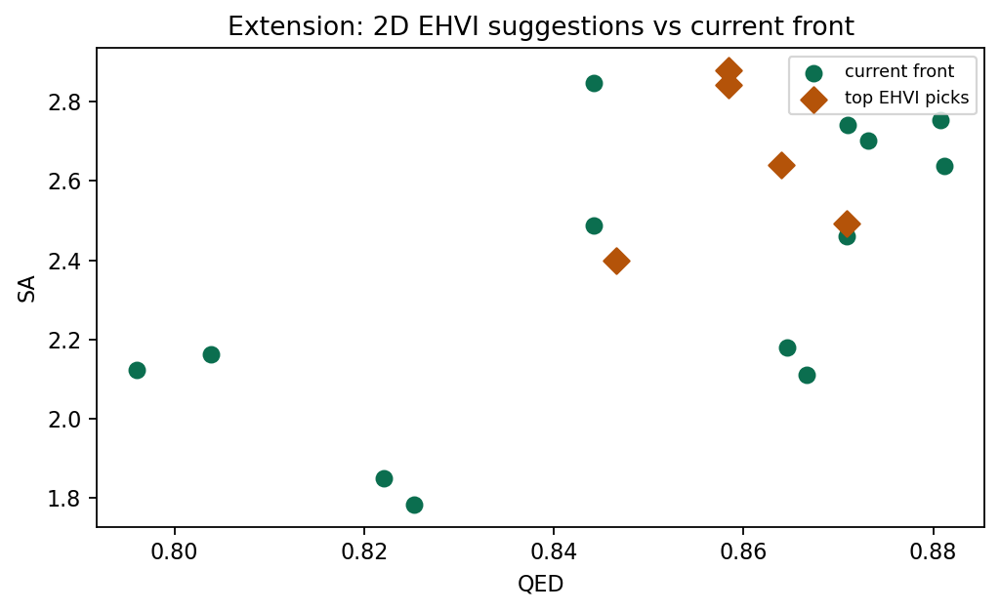 Extension: 2D EHVI suggestions vs current front
current front
top EHVI picks
SA
2.8
2.6
2.4
2.2
2.0
1.8
0.80 0.82 0.84 0.86 0.88
QED